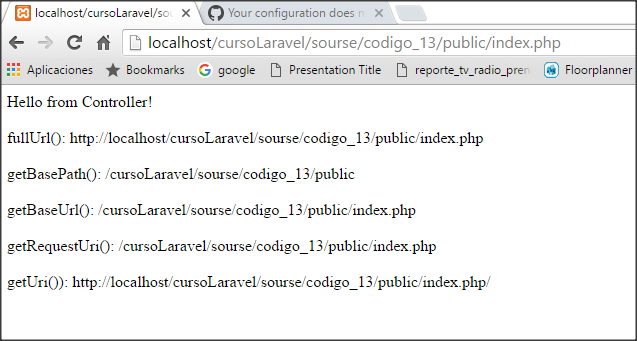 localhost/cursoLaravel/sou
Your configuration does n
localhost/cursoLaravel/sourse/codigo_13/public/index.php
Aplicaciones
Bookmarks
google
Presentation Title
reporte_tv_radio_pren
Floorplanner
Hello from Controller!
fullUrl(): http://localhost/cursoLaravel/sourse/codigo_13/public/index.php
getBasePath(): /cursoLaravel/sourse/codigo_13/public
getBaseUrl(): /cursoLaravel/sourse/codigo_13/public/index.php
getRequestUri(): /cursoLaravel/sourse/codigo_13/public/index.php
getUri()): http://localhost/cursoLaravel/sourse/codigo_13/public/index.php/